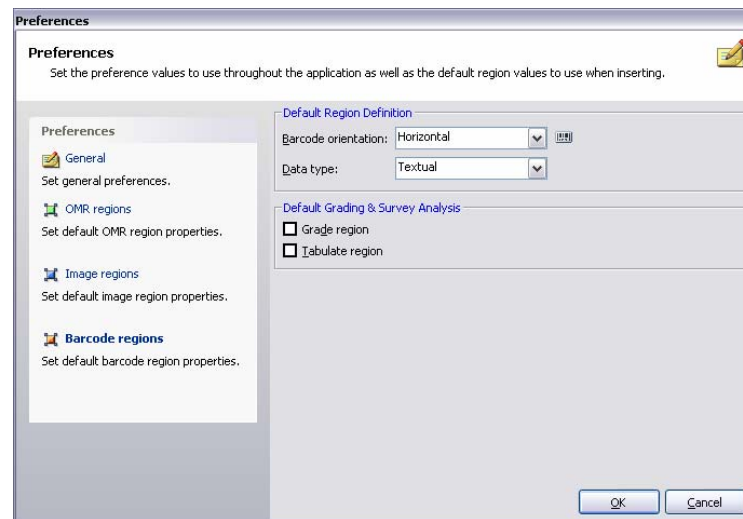 Preferences
Preferences
Set the preference values to use throughout the application as well as the default region values to use when inserting.
Preferences
General
Set general preferences.
OMR regions
Set default OMR region properties.
Image regions
Set default image region properties.
Barcode regions
Set default barcode region properties.
Default Region Definition
Barcode orientation: Horizontal
Data type: Textual
Default Grading & Survey Analysis
Grade region
Tabulate region
OK Cancel